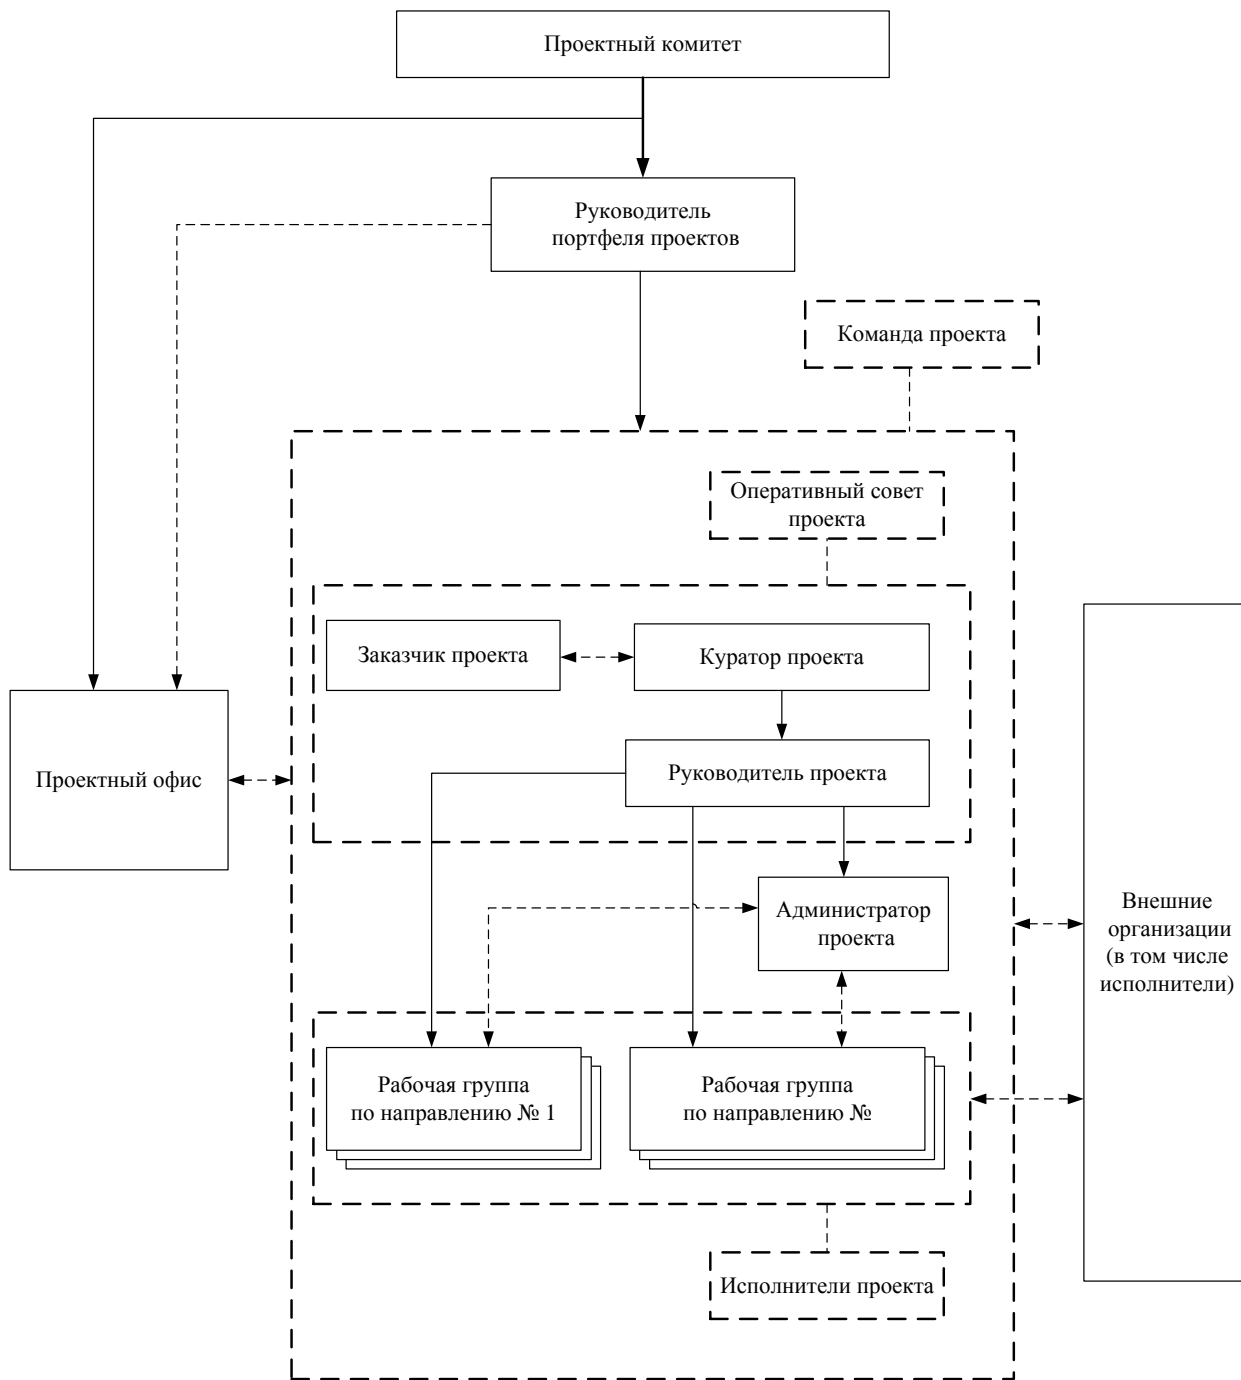 Проектный комитет
Руководитель
портфеля проектов
Команда проекта
Оперативный совет
проекта
Заказчик проекта
Куратор проекта
Проектный офис
Руководитель проекта
Администратор
проекта
Внешние
организации
(в том числе
исполнители)
Рабочая группа
по направлению № 1
Рабочая группа
по направлению №
Исполнители проекта